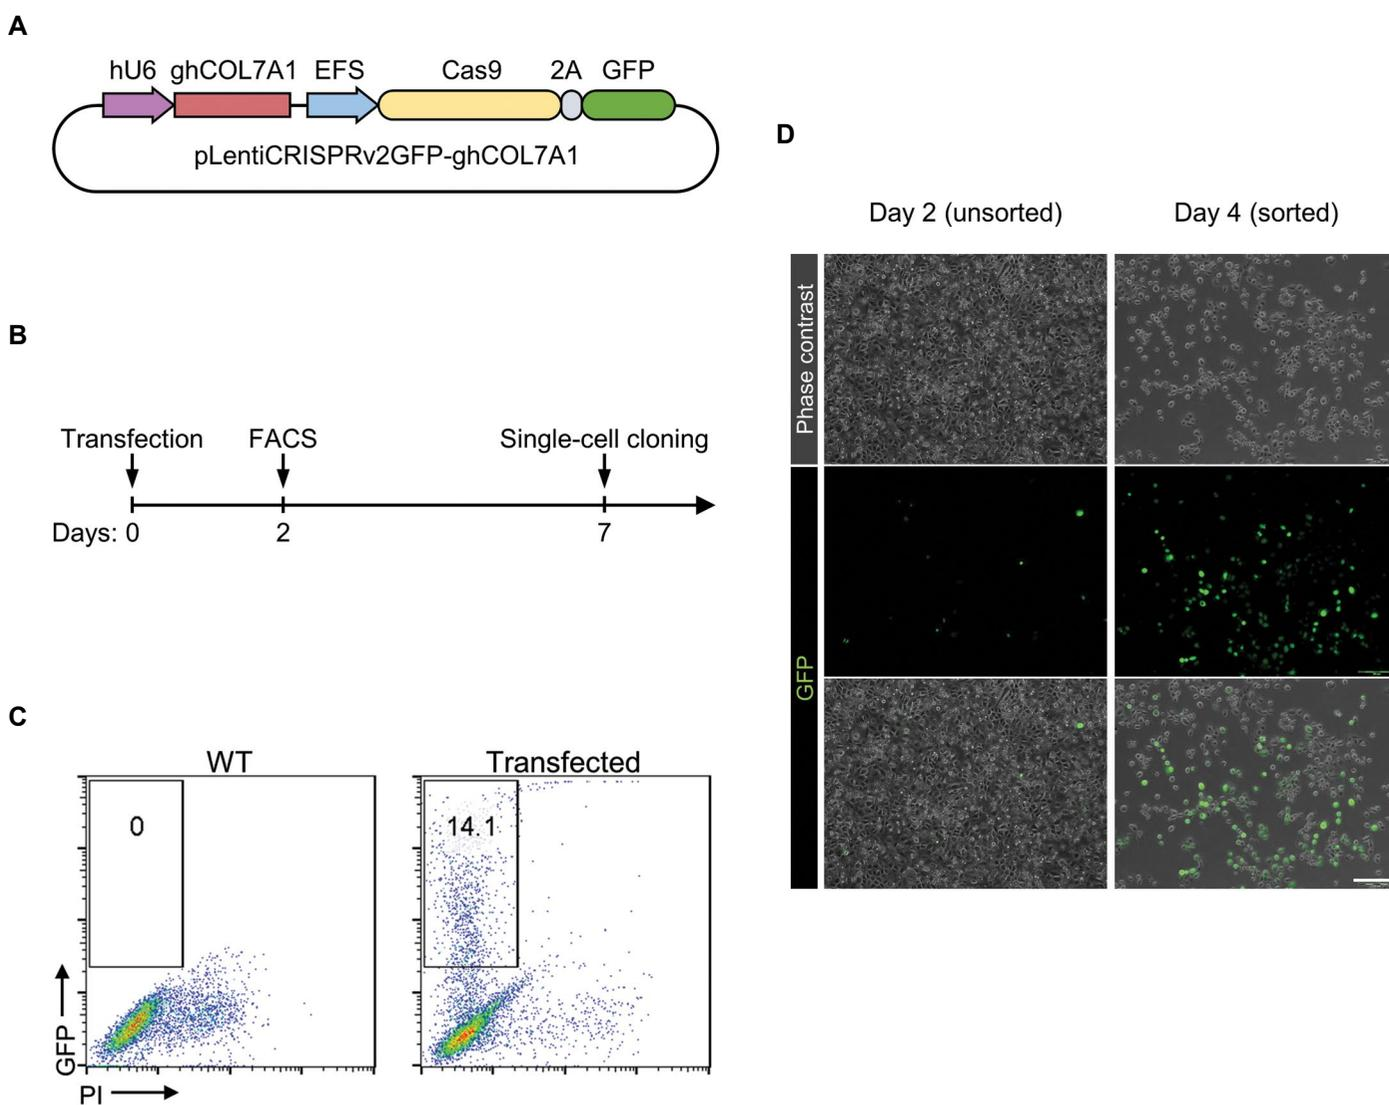 A
hU6 ghCOL7A1 EFS Cas9 2A GFP
pLentiCRISPRv2GFP-ghCOL7A1
B
Transfection FACS Single-cell cloning
Days: 0 2 7
C
WT Transfected
0 14.1
GFP
PI
D
Day 2 (unsorted) Day 4 (sorted)
Phase contrast
GFP